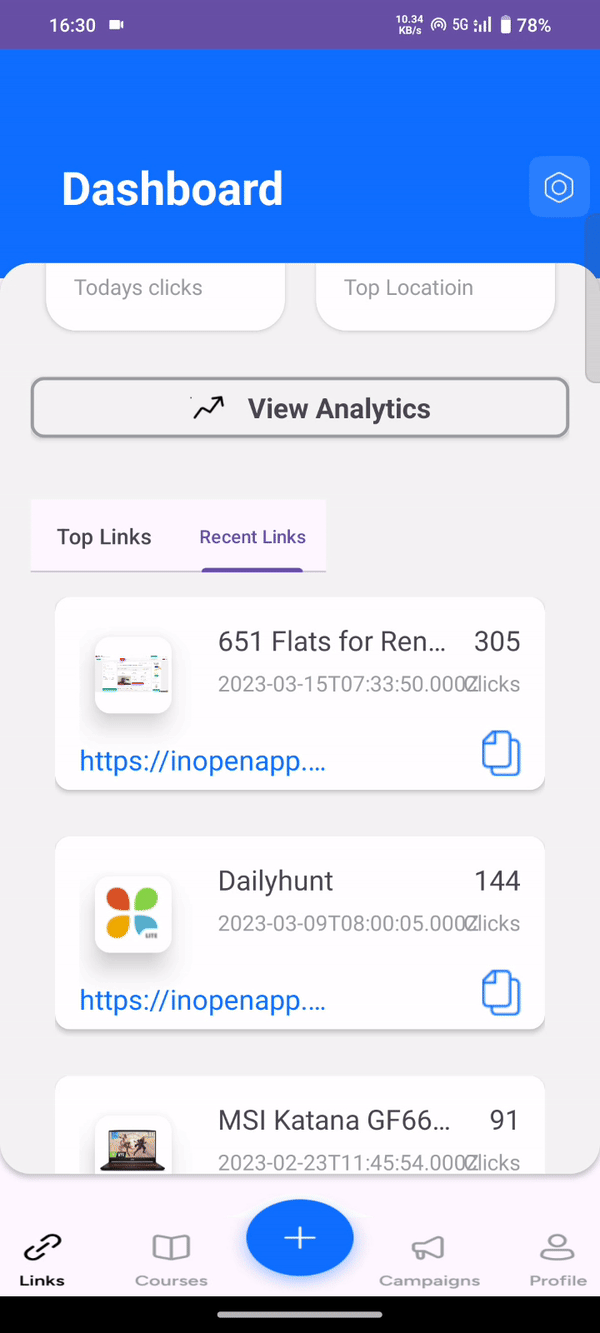 16:30 10.34 KB/s 5G 78%
Dashboard
Todays clicks Top Locatioin
View Analytics
Top Links Recent Links
651 Flats for Ren... 305
2023-03-15T07:33:50.000Z Clicks
https://inopenapp....
Dailyhunt 144
2023-03-09T08:00:05.000Z Clicks
LITE
https://inopenapp....
MSI Katana GF66... 91
2023-02-23T11:45:54.000Z Clicks
Links Courses Campaigns Profile